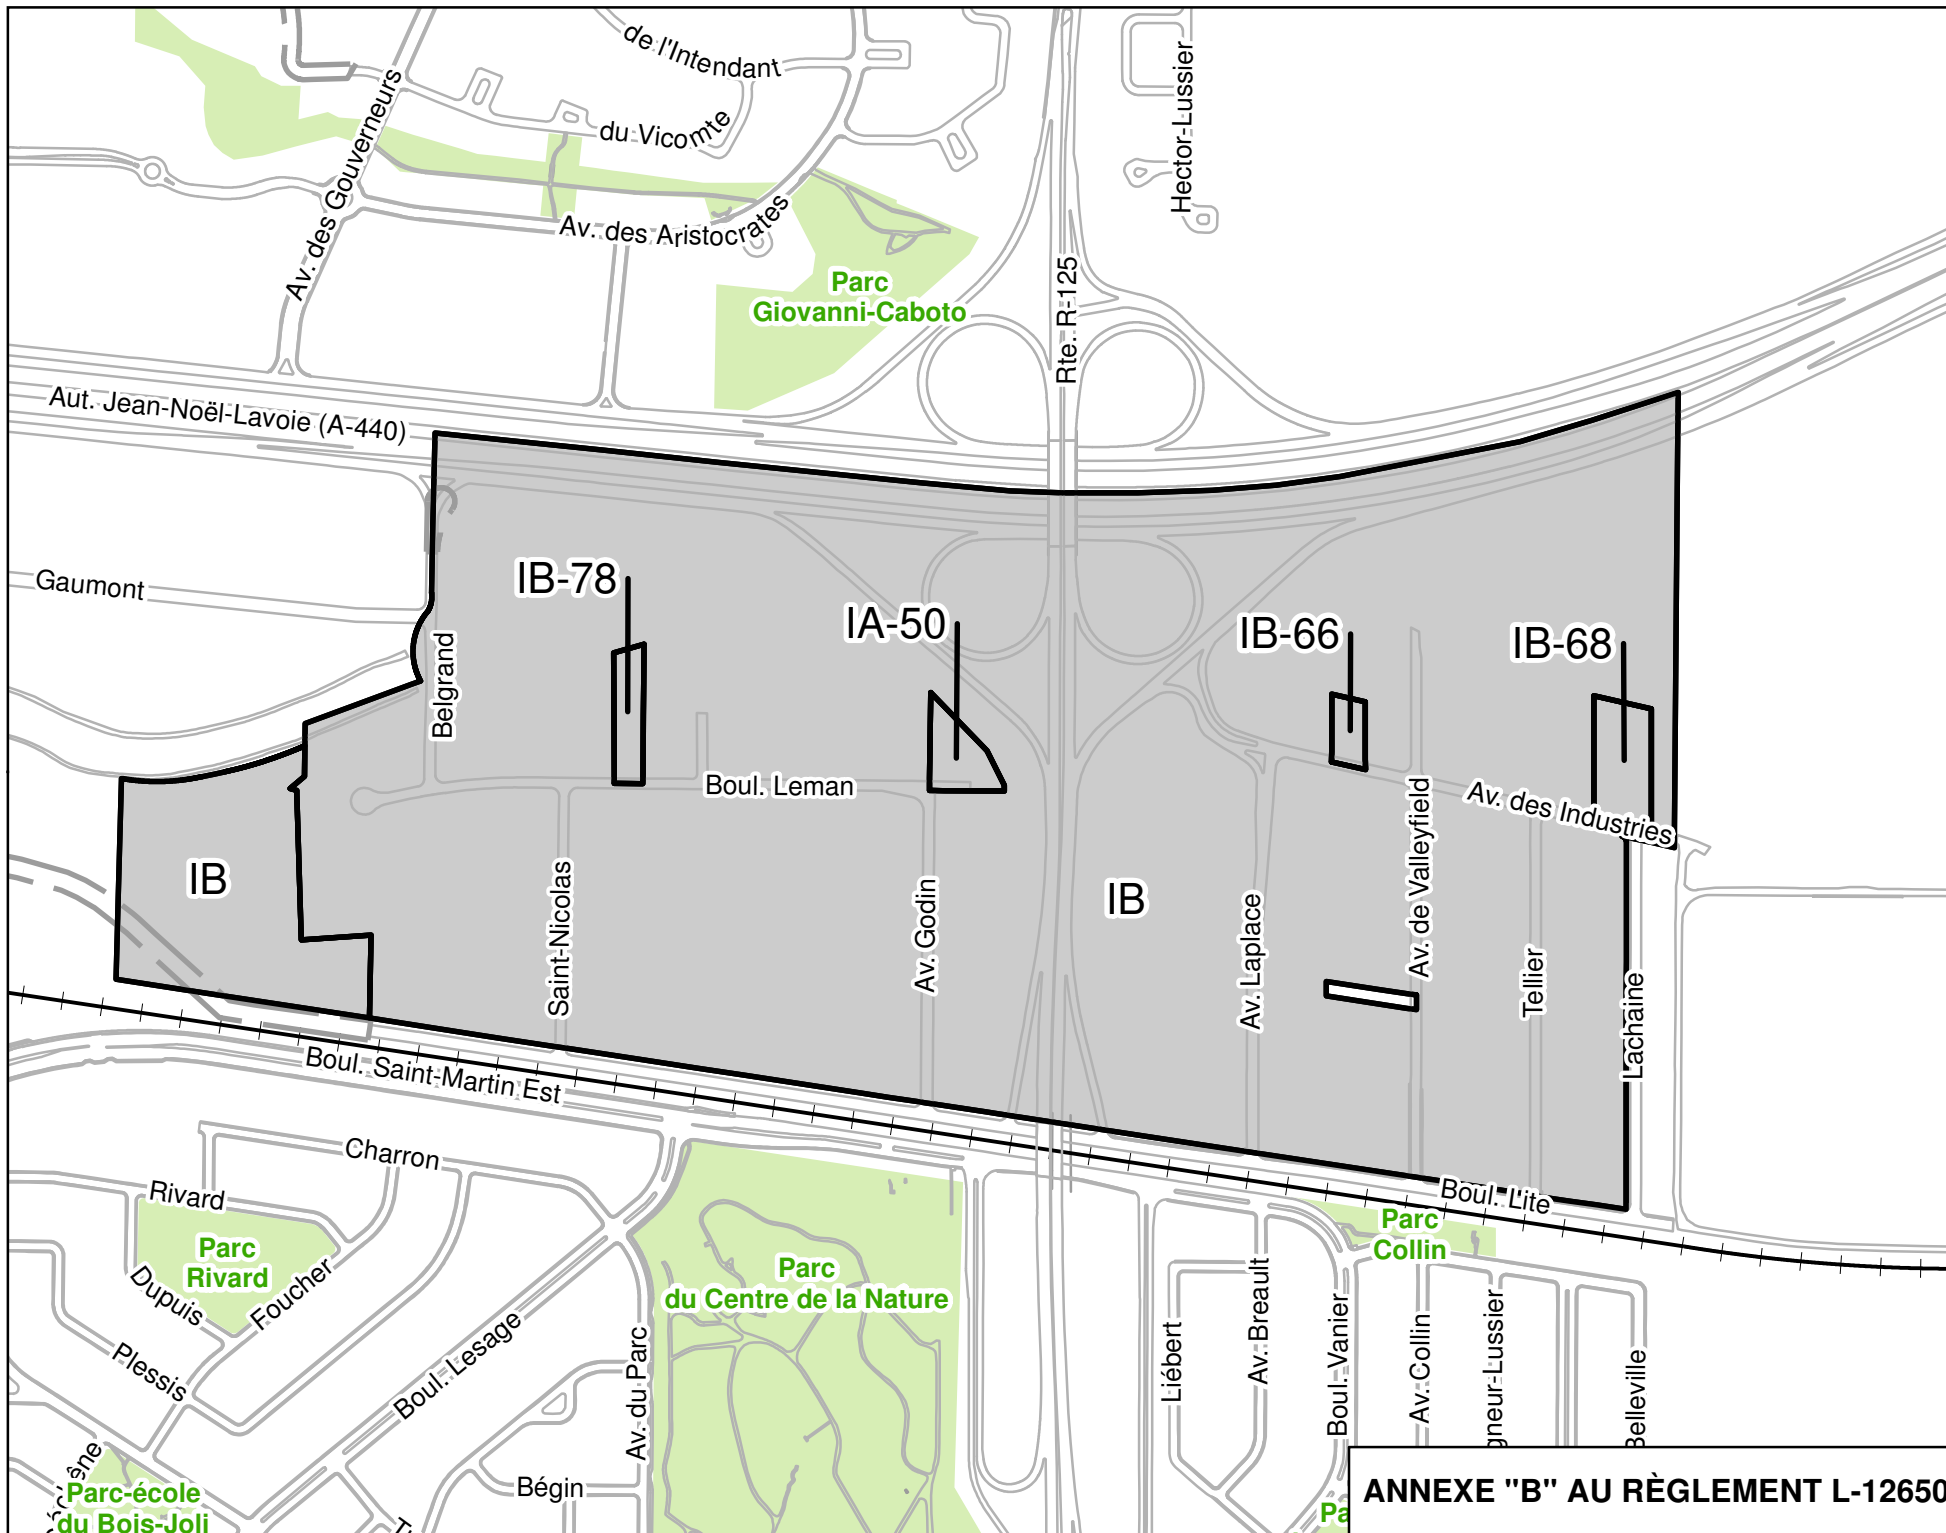 de l'Intendant
Hector-Lussier
Av. des Gouverneurs
du Vicomte
Av. des Aristocrates
Parc
Giovanni-Caboto
Rte. R-125
Aut. Jean-Noël-Lavoie (A-440)
Gaumont
IB-78
IA-50
IB-66
IB-68
Belgrand
Boul. Leman
Av. des Industries
IB
IB
Saint-Nicolas
Av. Godin
Av. Laplace
Av. de Valleyfield
Tellier
Lachaine
Boul. Saint-Martin Est
Boul. Lite
Charron
Rivard
Parc
Rivard
Dupuis
Foucher
Plessis
Boul. Lesage
Av. du Parc
Parc
du Centre de la Nature
Parc
Collin
Liébert
Av. Breault
Boul. Vanier
Av. Collin
gneur-Lussier
Belleville
Bégin
Parc-école
du Bois-Joli
Pa
ANNEXE "B" AU RÈGLEMENT L-12650